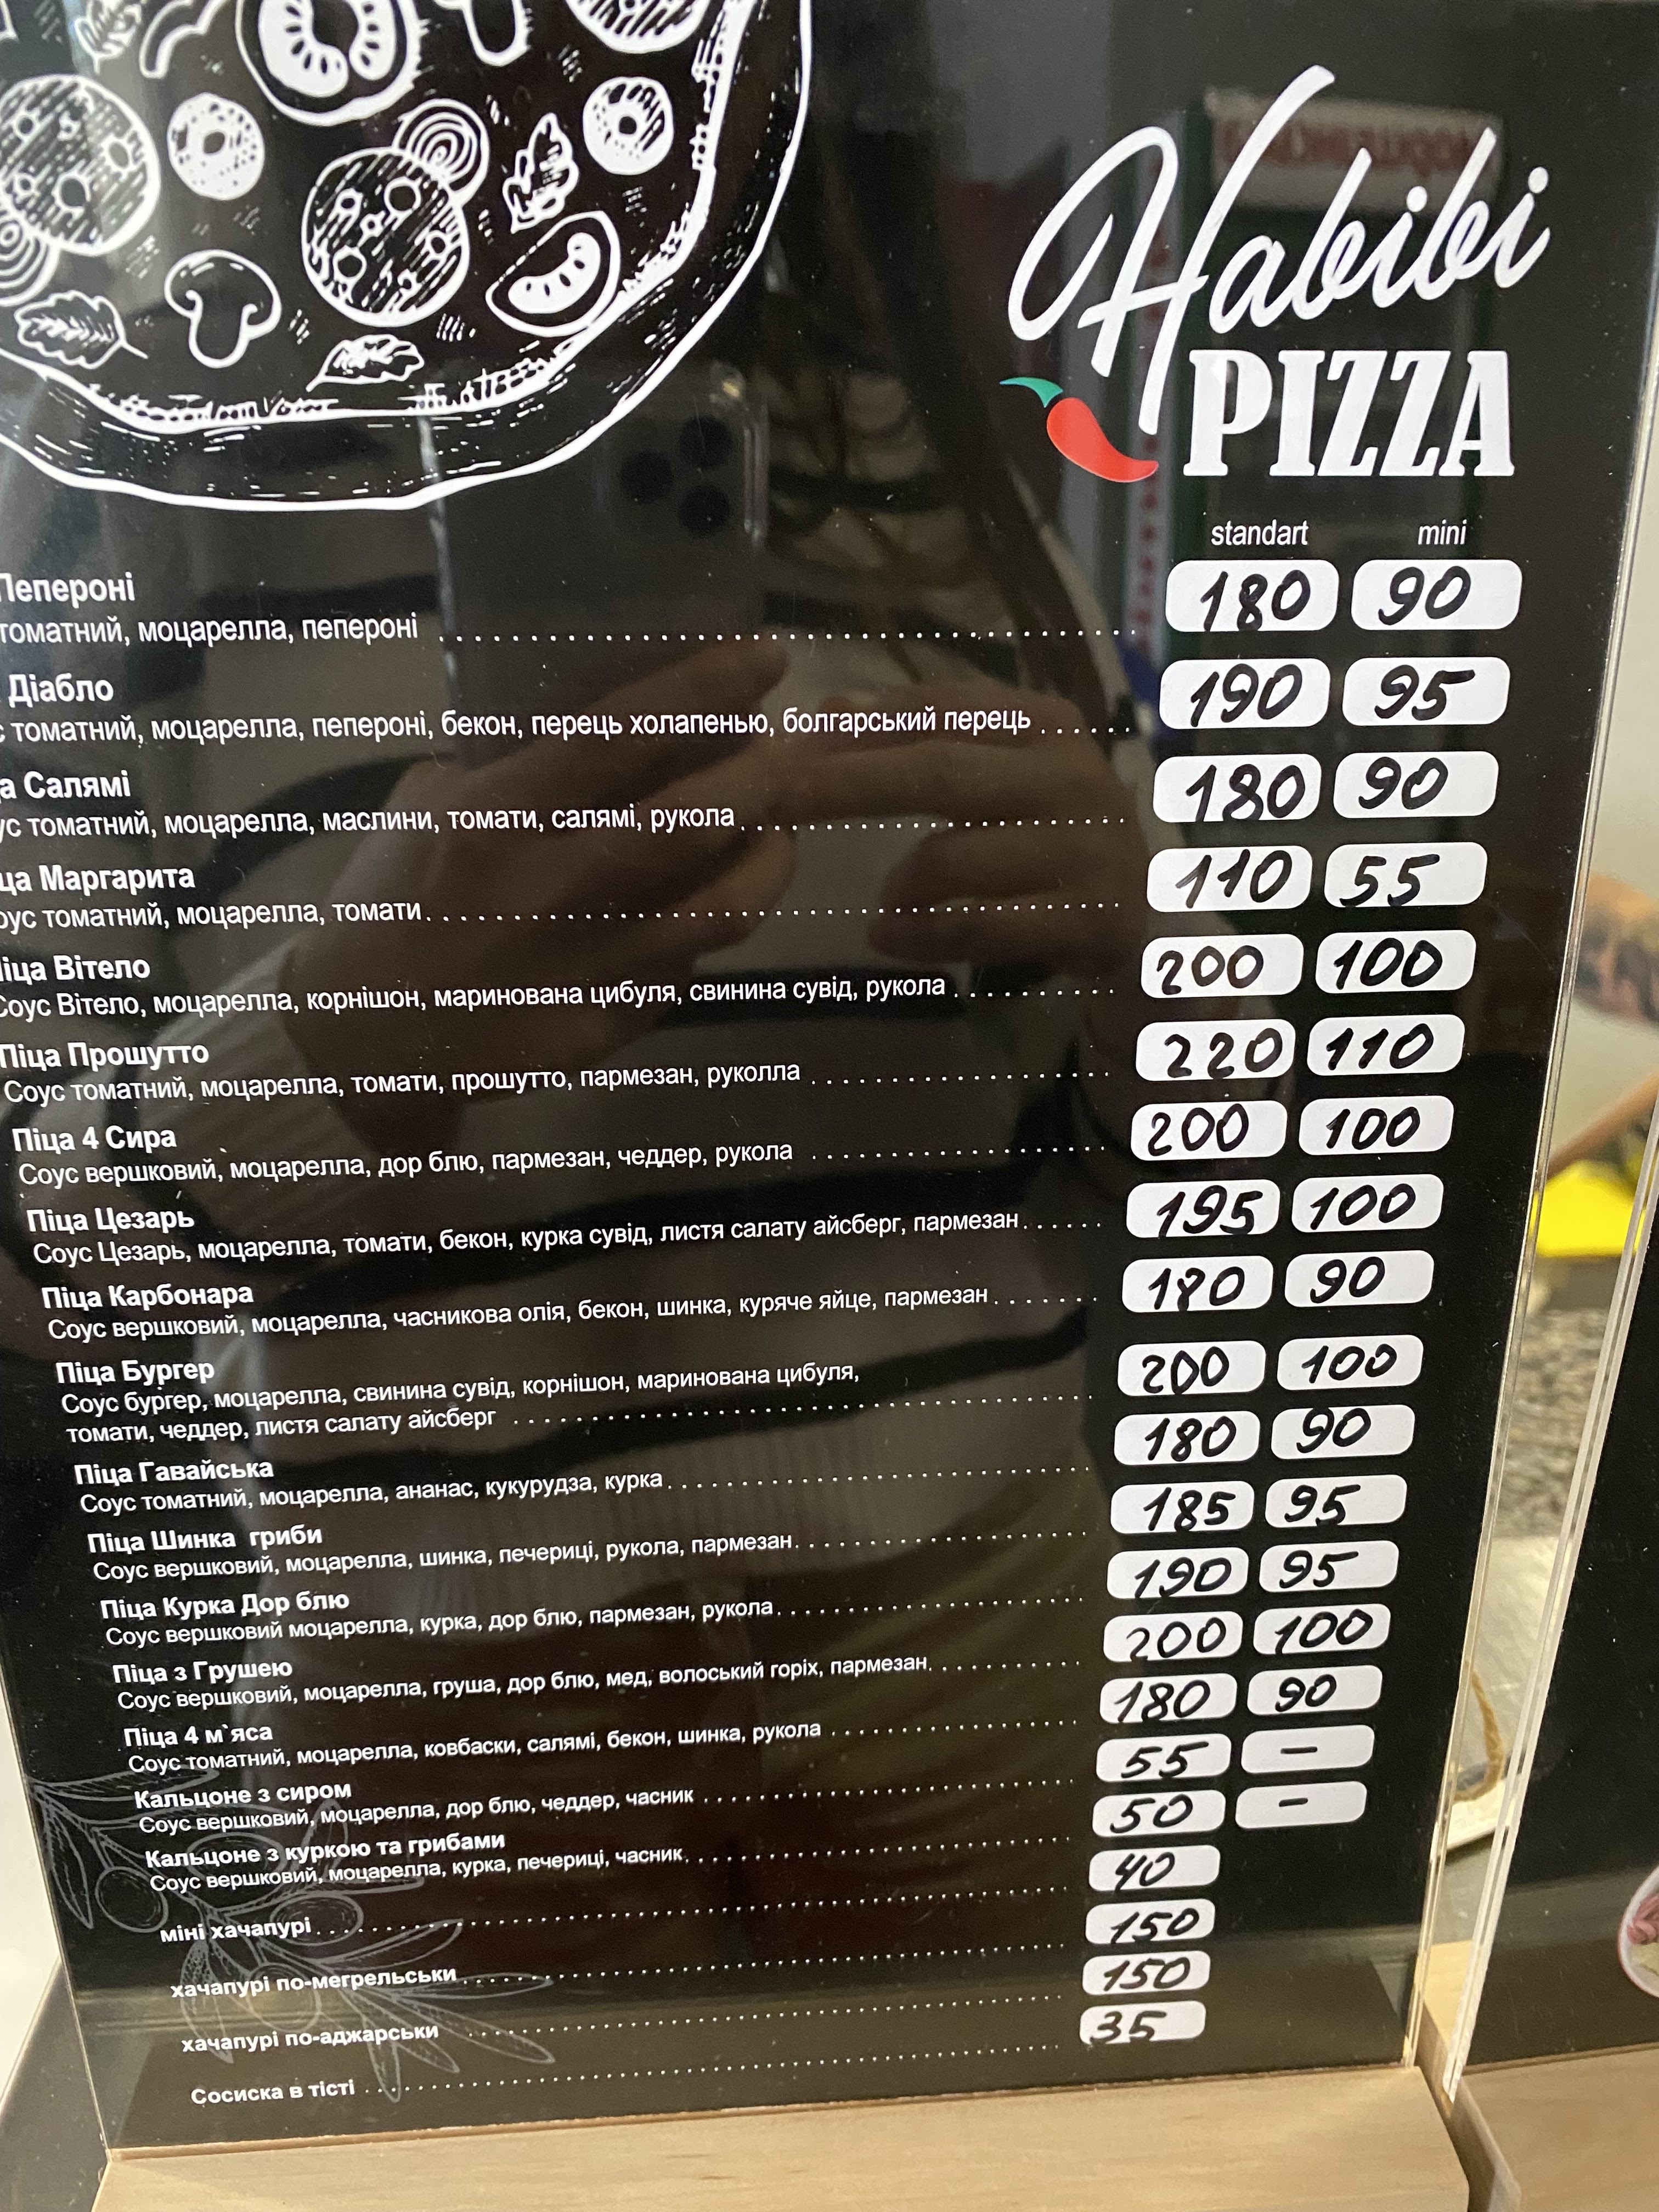 Habibi
PIZZA
standart mini
Пепероні 180 90
томатний, моцарелла, пепероні
Діабло 190 95
томатний, моцарелла, пепероні, бекон, перець холапенью, болгарський перець
Салямі 180 90
томатний, моцарелла, маслини, томати, салямі, рукола
Маргарита 110 55
томатний, моцарелла, томати
Піца Вітело 200 100
Соус Вітело, моцарелла, корнішон, маринована цибуля, свинина сувід, рукола
Піца Прошутто 220 110
Соус томатний, моцарелла, томати, прошутто, пармезан, руколла
Піца 4 Сира 200 100
Соус вершковий, моцарелла, дор блю, пармезан, чеддер, рукола
Піца Цезарь 195 100
Соус Цезарь, моцарелла, томати, бекон, курка сувід, листя салату айсберг, пармезан
Піца Карбонара 180 90
Соус вершковий, моцарелла, часникова олія, бекон, шинка, куряче яйце, пармезан
Піца Бургер 200 100
Соус бургер, моцарелла, свинина сувід, корнішон, маринована цибуля,
томати, чеддер, листя салату айсберг
Піца Гавайська 180 90
Соус томатний, моцарелла, ананас, кукурудза, курка
Піца Шинка гриби 185 95
Соус вершковий, моцарелла, шинка, печериці, рукола, пармезан
Піца Курка Дор блю 190 95
Соус вершковий моцарелла, курка, дор блю, пармезан, рукола
Піца з Грушею 200 100
Соус вершковий, моцарелла, груша, дор блю, мед, волоський горіх, пармезан
Піца 4 м`яса 180 90
Соус томатний, моцарелла, ковбаски, салямі, бекон, шинка, рукола
Кальцоне з сиром 55 –
Соус вершковий, моцарелла, дор блю, чеддер, часник
Кальцоне з куркою та грибами 50 -
Соус вершковий, моцарелла, курка, печериці, часник
міні хачапурі 40
хачапурі по-мегрельськи 150
хачапурі по-аджарськи 150
Сосиска в тісті 35